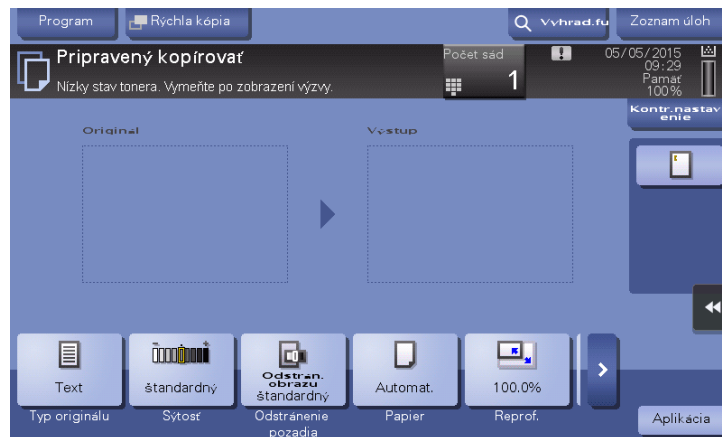 Program
Rýchla kópia
Vyhrad.fu
Zoznam úloh
Pripravený kopírovať
Nízky stav tonera. Vymeňte po zobrazení výzvy.
Počet sád
1
05/05/2015
09:29
Pamäť
100%
Kontr.nastav
enie
Originál
Výstup
Text
štandardný
Odstrán.
obrazu
štandardný
Automat.
100.0%
Typ originálu
Sýtosť
Odstránenie
pozadia
Papier
Reprof.
Aplikácia